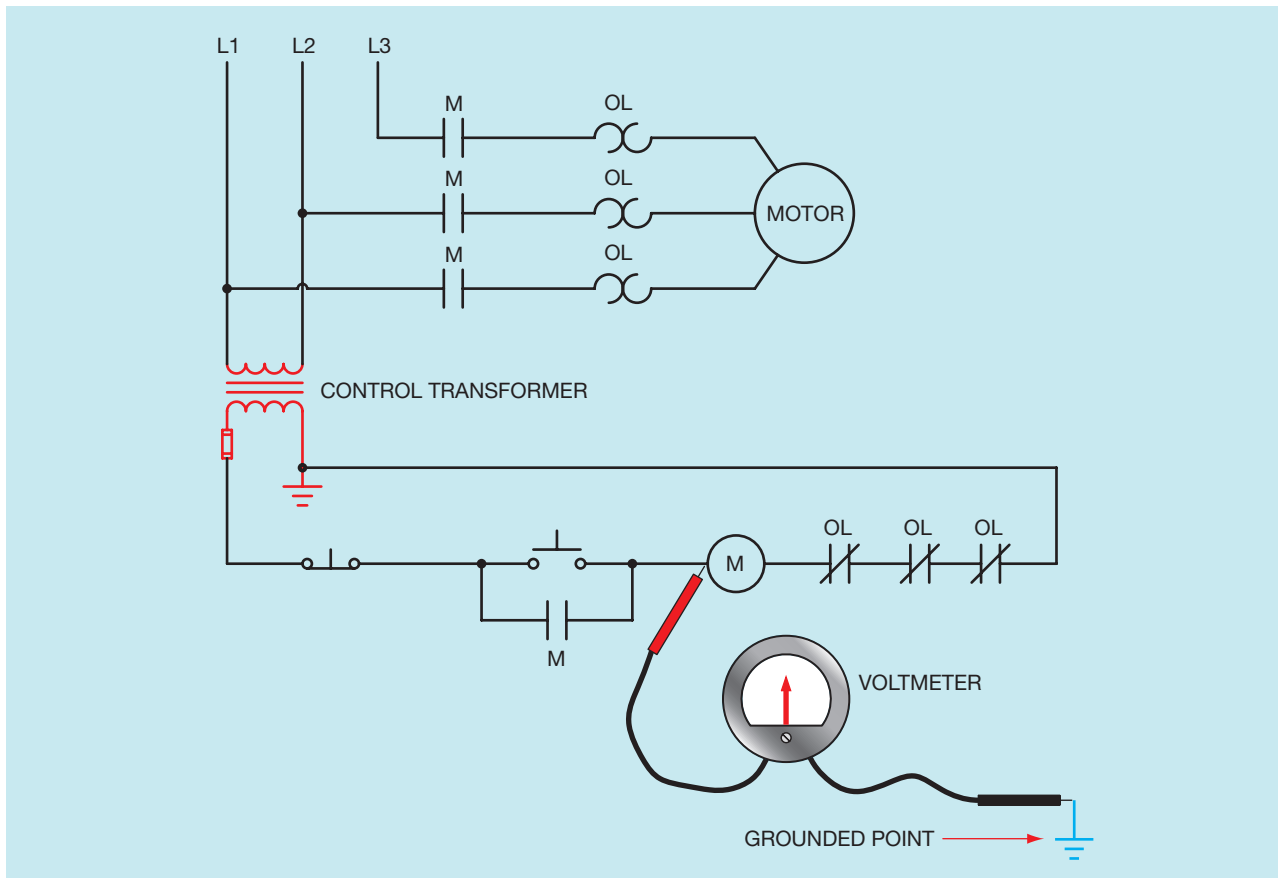 L1 L2 L3
M OL
M OL
MOTOR
M OL
CONTROL TRANSFORMER
OL OL OL
M
M
VOLTMETER
GROUNDED POINT